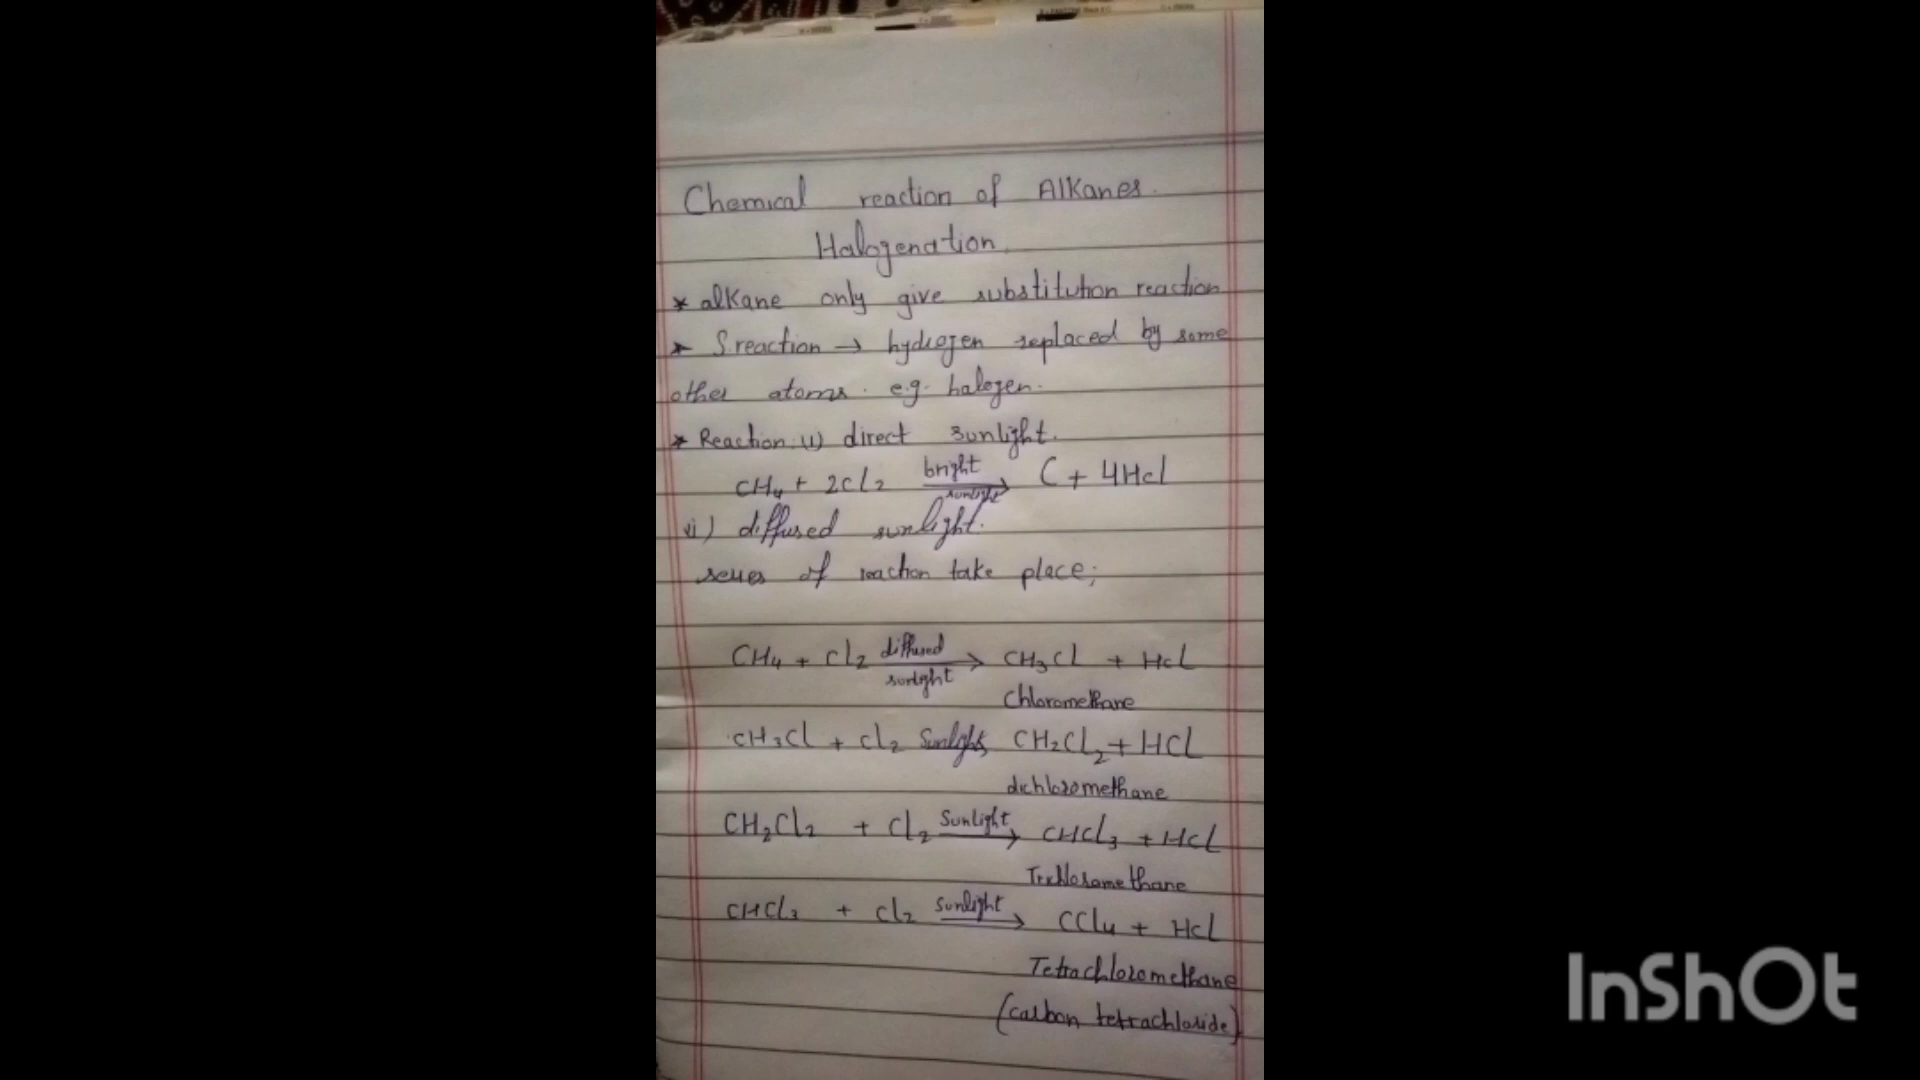 Chemical reaction of Alkanes.
Halogenation.
* alkane only give substitution reaction
* S.reaction → hydrogen replaced by some
other atoms. e.g. halogen.
* Reaction: (i) direct sunlight.
CH₄ + 2Cl₂ bright sunlight → C + 4Hcl
ii) diffused sunlight.
series of reaction take place;
CH₄ + Cl₂ diffused sunlight → CH₃Cl + HCl
Chloromethane
CH₃Cl + Cl₂ Sunlight CH₂Cl₂ + HCL
dichloromethane
CH₂Cl₂ + Cl₂ Sunlight → CHCl₃ + HCl
Trichloromethane
CHCl₃ + Cl₂ Sunlight → CCl₄ + HCl
Tetrachloromethane
(carbon tetrachloride)
InShOt